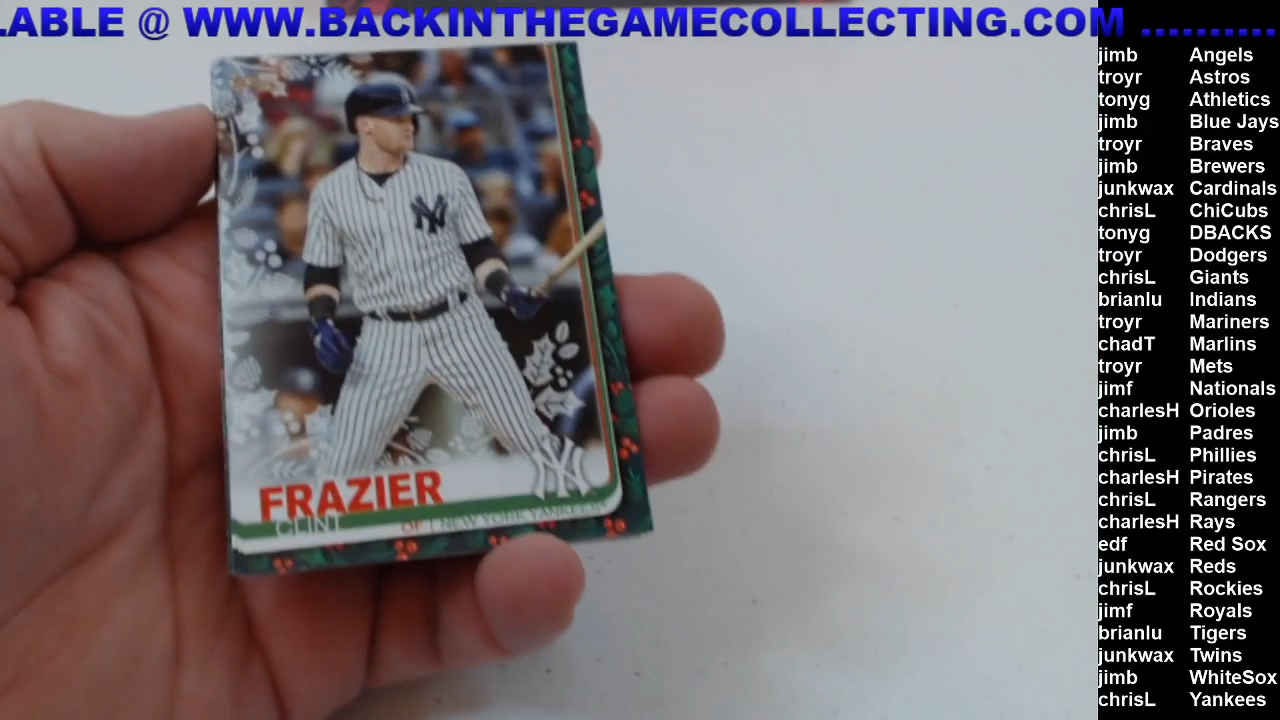 LABLE @ WWW.BACKINTHEGAMECOLLECTING.COM ..........
NY
FRAZIER
CLINT
OF | NEW YORK YANKEES
jimb Angels
troyr Astros
tonyg Athletics
jimb Blue Jays
troyr Braves
jimb Brewers
junkwax Cardinals
chrisL ChiCubs
tonyg DBACKS
troyr Dodgers
chrisL Giants
brianlu Indians
troyr Mariners
chadT Marlins
troyr Mets
jimf Nationals
charlesH Orioles
jimb Padres
chrisL Phillies
charlesH Pirates
chrisL Rangers
charlesH Rays
edf Red Sox
junkwax Reds
chrisL Rockies
jimf Royals
brianlu Tigers
junkwax Twins
jimb WhiteSox
chrisL Yankees